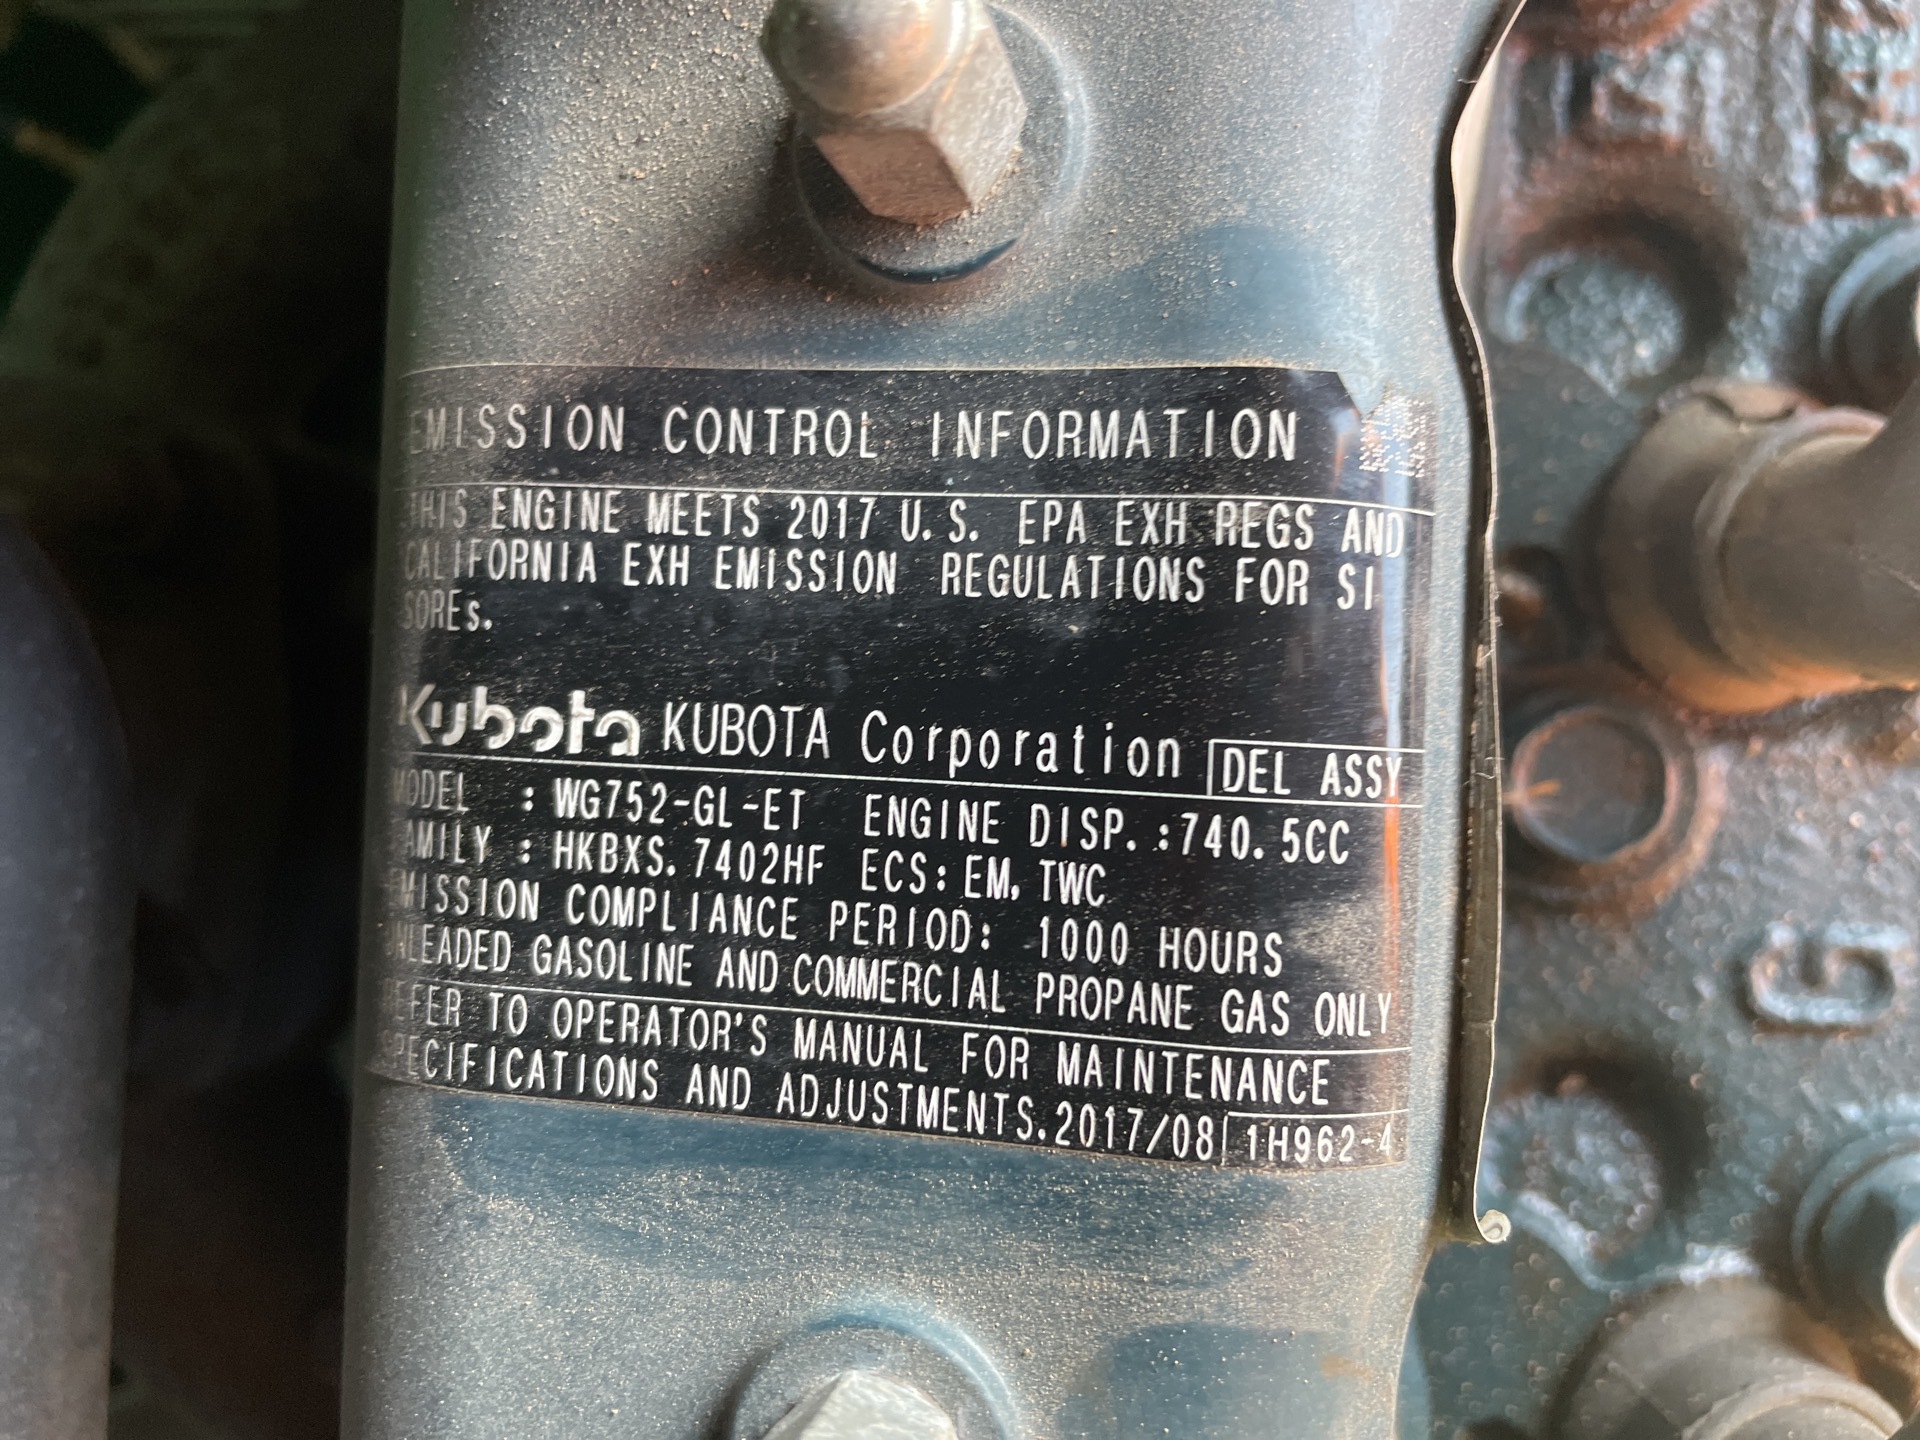 EMISSION CONTROL INFORMATION
THIS ENGINE MEETS 2017 U.S. EPA EXH REGS AND
CALIFORNIA EXH EMISSION REGULATIONS FOR SI
SOREs.
Kubota KUBOTA Corporation DEL ASSY
MODEL : WG752-GL-ET ENGINE DISP.:740.5CC
FAMILY : HKBXS.7402HF ECS: EM, TWC
EMISSION COMPLIANCE PERIOD: 1000 HOURS
UNLEADED GASOLINE AND COMMERCIAL PROPANE GAS ONLY
REFER TO OPERATOR'S MANUAL FOR MAINTENANCE
SPECIFICATIONS AND ADJUSTMENTS.2017/08 1H962-4
G